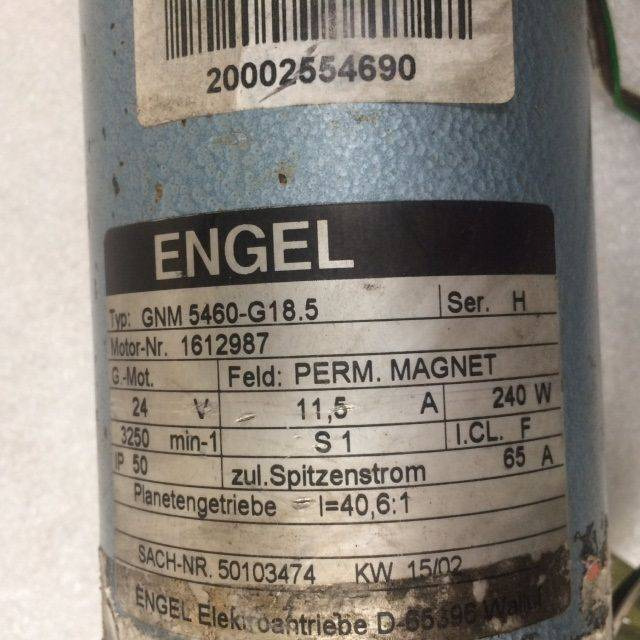 20002554690
ENGEL
Typ: GNM 5460-G18.5 Ser. H
Motor-Nr. 1612987
G.-Mot. Feld: PERM. MAGNET
24 V 11,5 A 240 W
3250 min-1 S 1 I.CL. F
IP 50 zul.Spitzenstrom 65 A
Planetengetriebe I=40,6:1
SACH-NR. 50103474 KW 15/02
ENGEL Elektroantriebe D-65396 Walluf